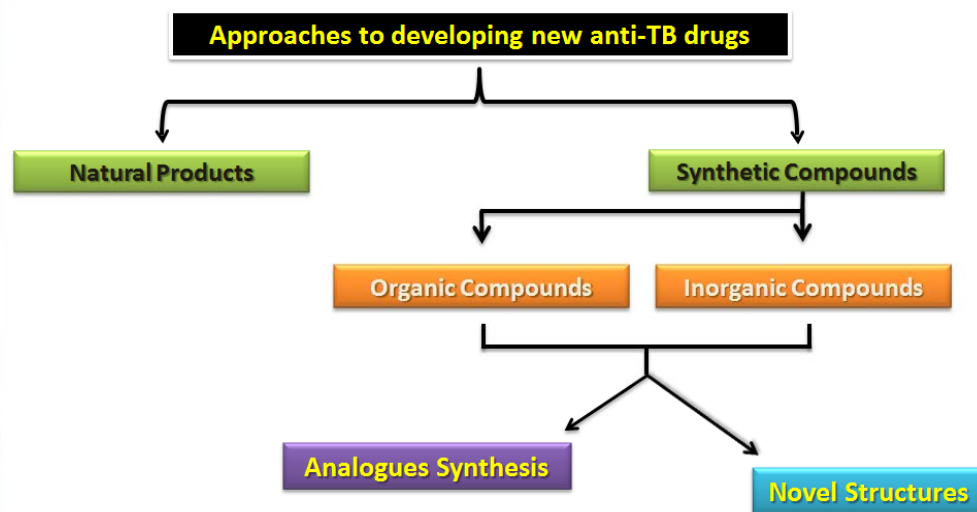 Approaches to developing new anti-TB drugs
Natural Products
Synthetic Compounds
Organic Compounds
Inorganic Compounds
Analogues Synthesis
Novel Structures